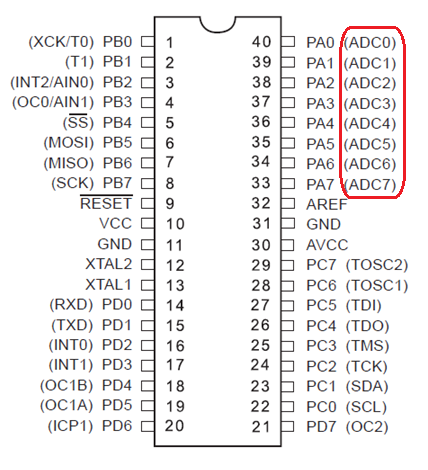 (XCK/T0) PB0 1 40 PA0 (ADC0)
(T1) PB1 2 39 PA1 (ADC1)
(INT2/AIN0) PB2 3 38 PA2 (ADC2)
(OC0/AIN1) PB3 4 37 PA3 (ADC3)
(SS) PB4 5 36 PA4 (ADC4)
(MOSI) PB5 6 35 PA5 (ADC5)
(MISO) PB6 7 34 PA6 (ADC6)
(SCK) PB7 8 33 PA7 (ADC7)
RESET 9 32 AREF
VCC 10 31 GND
GND 11 30 AVCC
XTAL2 12 29 PC7 (TOSC2)
XTAL1 13 28 PC6 (TOSC1)
(RXD) PD0 14 27 PC5 (TDI)
(TXD) PD1 15 26 PC4 (TDO)
(INT0) PD2 16 25 PC3 (TMS)
(INT1) PD3 17 24 PC2 (TCK)
(OC1B) PD4 18 23 PC1 (SDA)
(OC1A) PD5 19 22 PC0 (SCL)
(ICP1) PD6 20 21 PD7 (OC2)